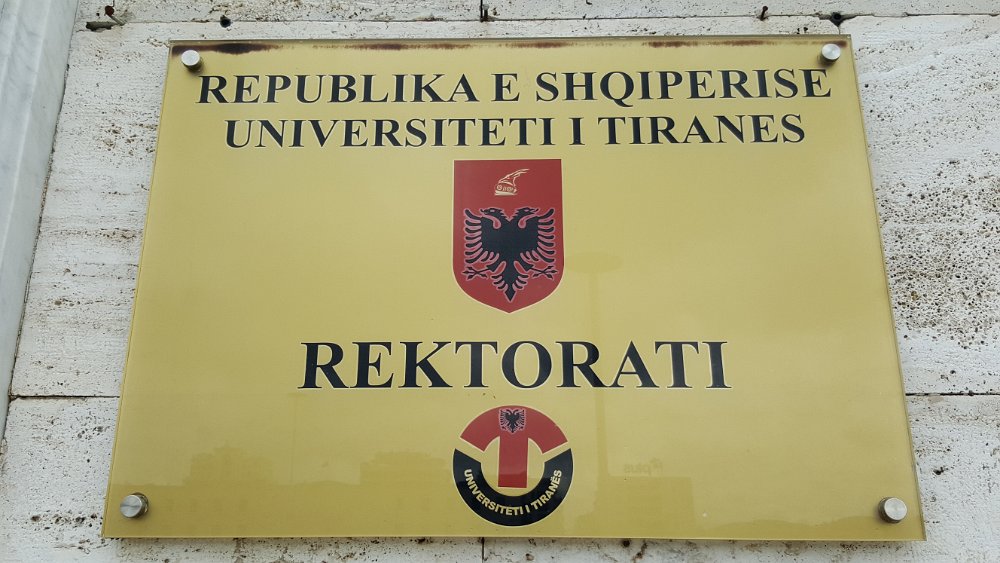 REPUBLIKA E SHQIPERISE
UNIVERSITETI I TIRANES
REKTORATI
UNIVERSITETI I TIRANËS